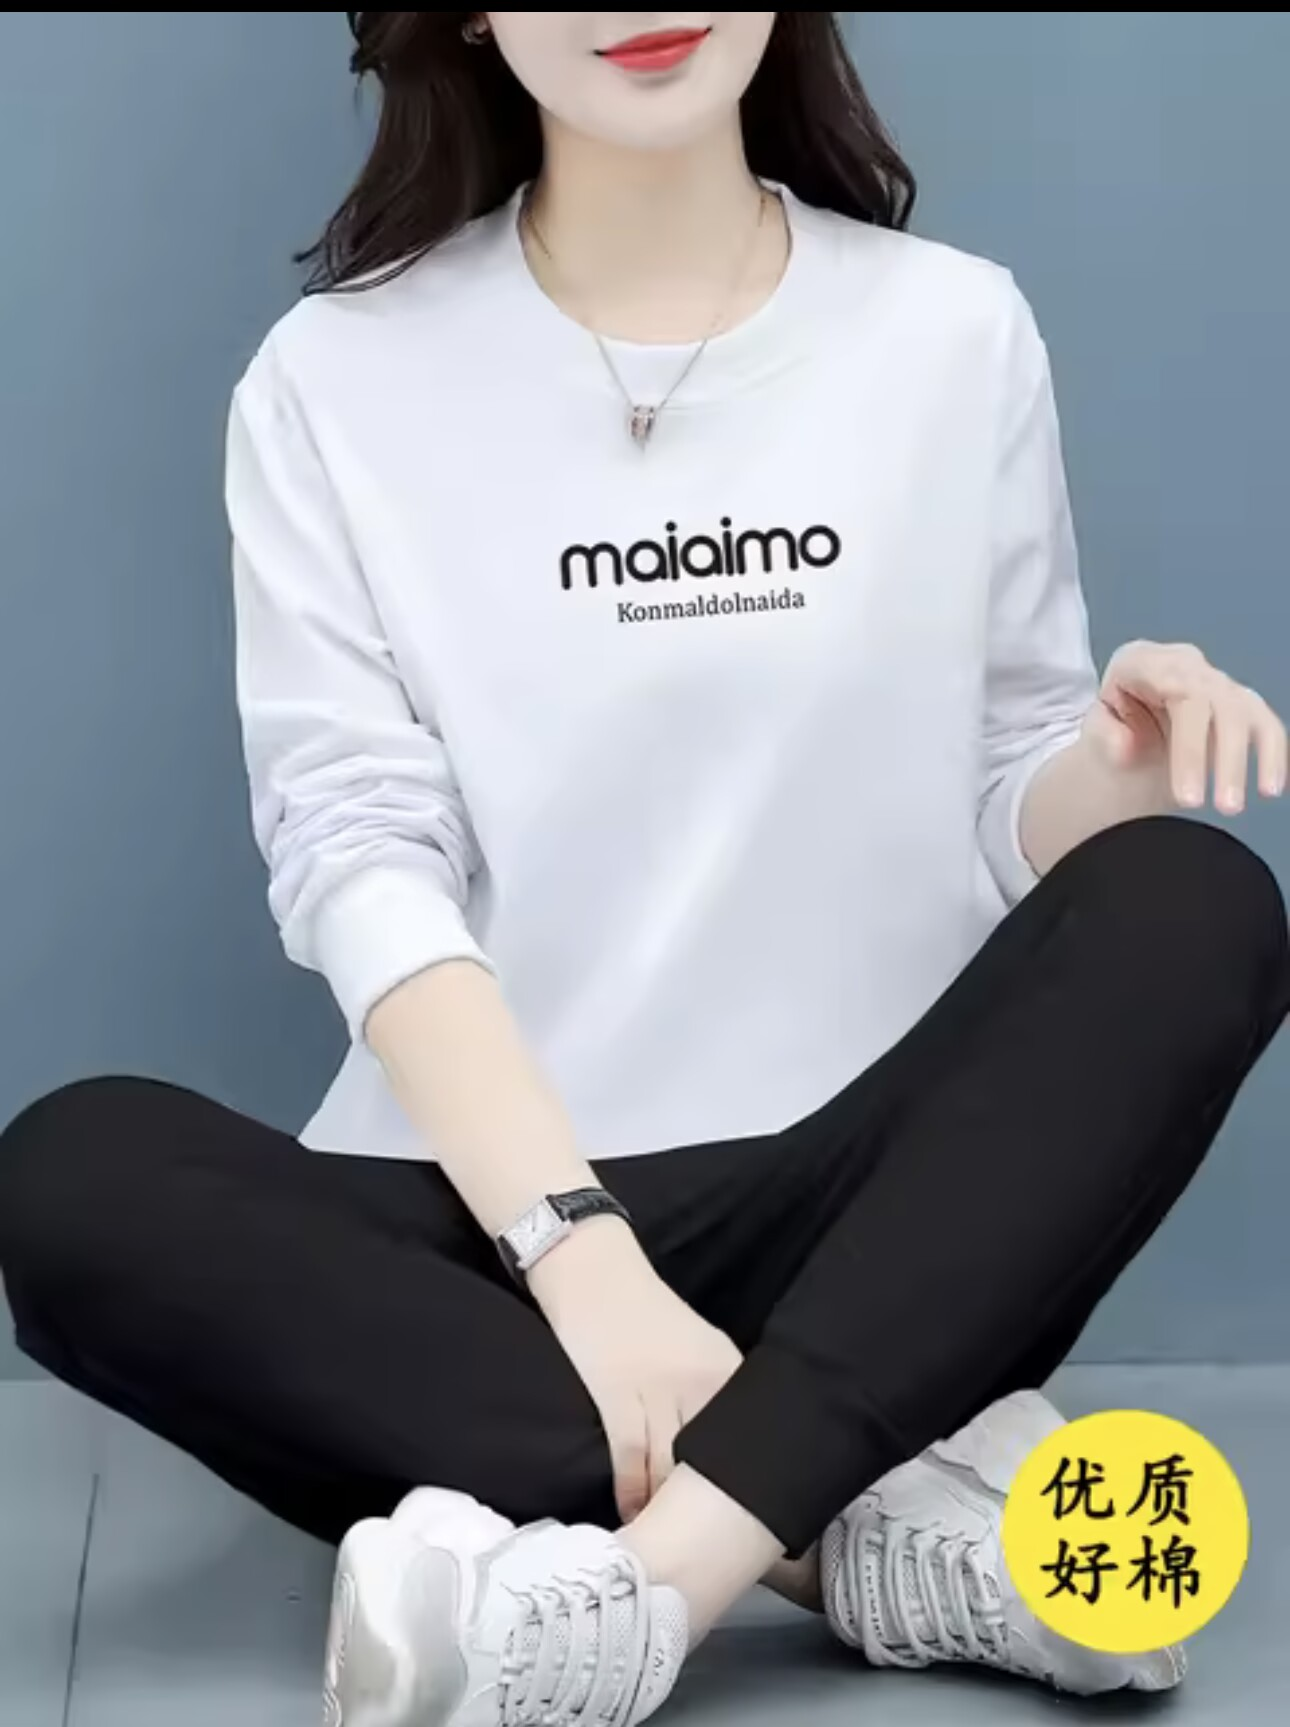 maiaimo
Konmaldolnaida
优质
好棉